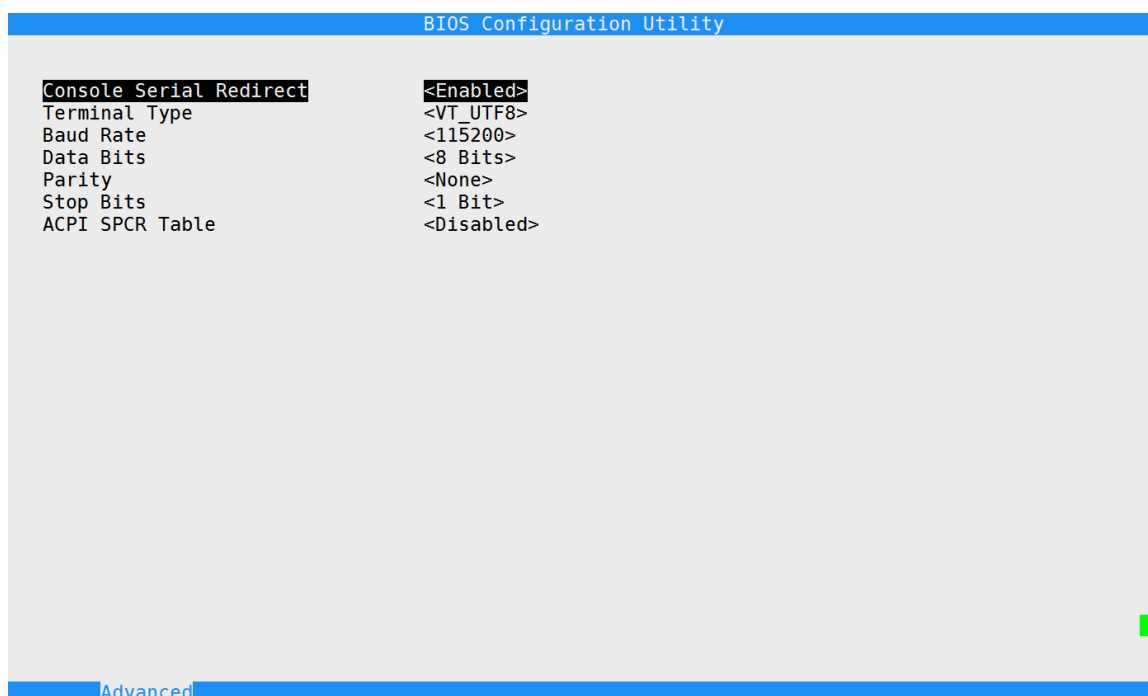 BIOS Configuration Utility
Console Serial Redirect <Enabled>
Terminal Type <VT_UTF8>
Baud Rate <115200>
Data Bits <8 Bits>
Parity <None>
Stop Bits <1 Bit>
ACPI SPCR Table <Disabled>
Advanced